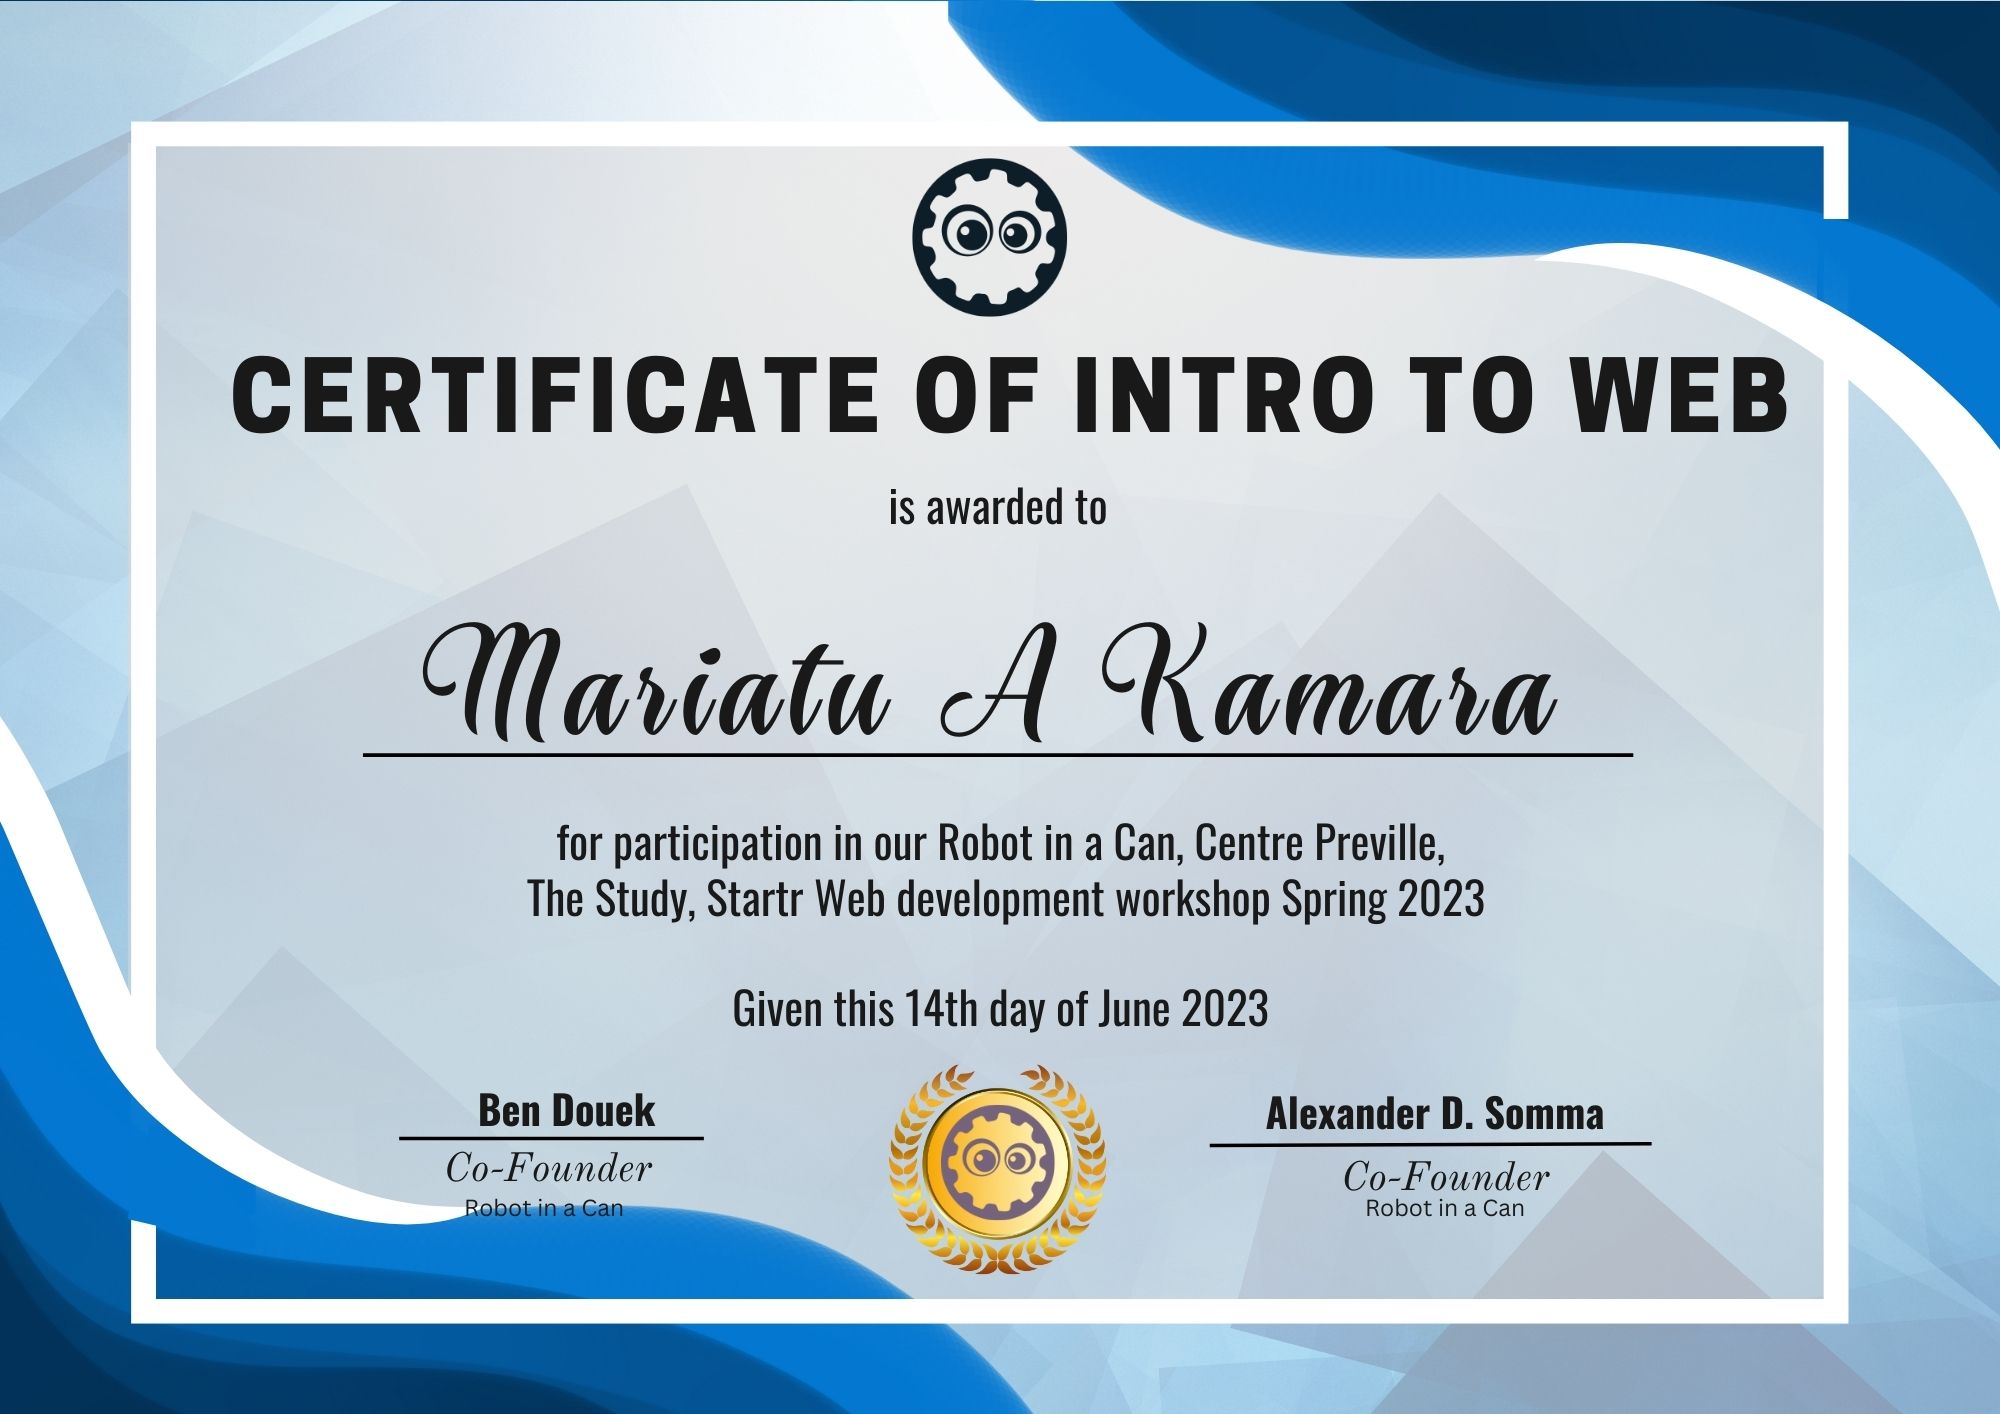 CERTIFICATE OF INTRO TO WEB
is awarded to
Mariatu A Kamara
for participation in our Robot in a Can, Centre Preville,
The Study, Startr Web development workshop Spring 2023
Given this 14th day of June 2023
Ben Douek
Co-Founder
Robot in a Can
Alexander D. Somma
Co-Founder
Robot in a Can